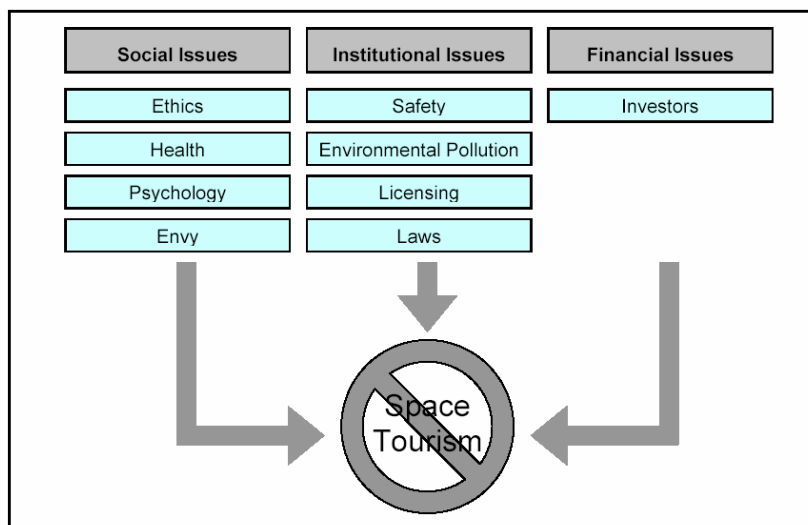 Social Issues
Ethics
Health
Psychology
Envy
Institutional Issues
Safety
Environmental Pollution
Licensing
Laws
Financial Issues
Investors
Space
Tourism